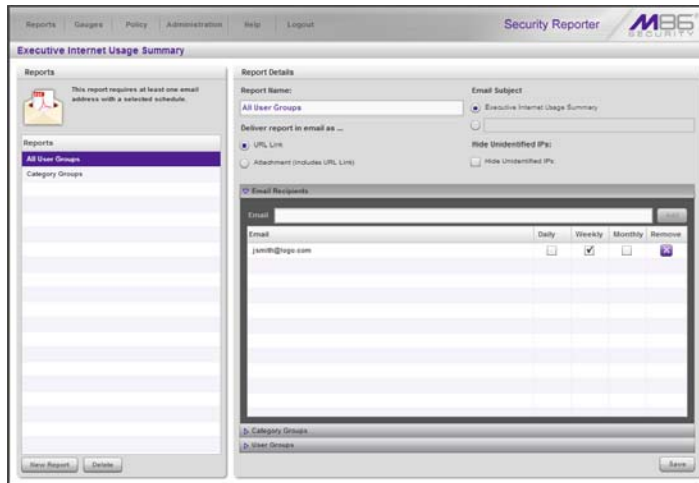 Reports Gauges Policy Administration Help Logout
Security Reporter
M86 SECURITY
Executive Internet Usage Summary
Reports
This report requires at least one email
address with a selected schedule.
Reports
All User Groups
Category Groups
New Report Delete
Report Details
Report Name:
All User Groups
Deliver report in email as ...
URL Link
Attachment (includes URL Link)
Email Subject
Executive Internet Usage Summary
Hide Unidentified IPs:
Hide Unidentified IPs
Email Recipients
Email Add
Email Daily Weekly Monthly Remove
jsmith@logo.com
Category Groups
User Groups
Save